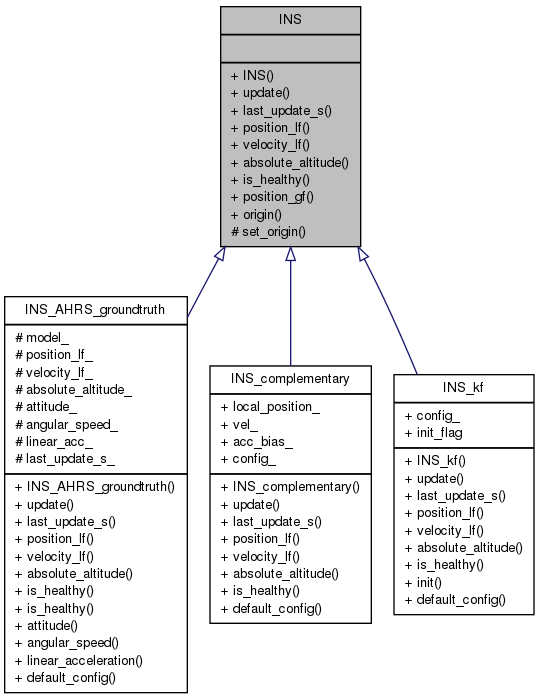 INS
+ INS()
+ update()
+ last_update_s()
+ position_lf()
+ velocity_lf()
+ absolute_altitude()
+ is_healthy()
+ position_gf()
+ origin()
# set_origin()
INS_AHRS_groundtruth
# model_
# position_lf_
# velocity_lf_
# absolute_altitude_
# attitude_
# angular_speed_
# linear_acc_
# last_update_s_
+ INS_AHRS_groundtruth()
+ update()
+ last_update_s()
+ position_lf()
+ velocity_lf()
+ absolute_altitude()
+ is_healthy()
+ is_healthy()
+ attitude()
+ angular_speed()
+ linear_acceleration()
+ default_config()
INS_complementary
+ local_position_
+ vel_
+ acc_bias_
+ config_
+ INS_complementary()
+ update()
+ last_update_s()
+ position_lf()
+ velocity_lf()
+ absolute_altitude()
+ is_healthy()
+ default_config()
INS_kf
+ config_
+ init_flag
+ INS_kf()
+ update()
+ last_update_s()
+ position_lf()
+ velocity_lf()
+ absolute_altitude()
+ is_healthy()
+ init()
+ default_config()